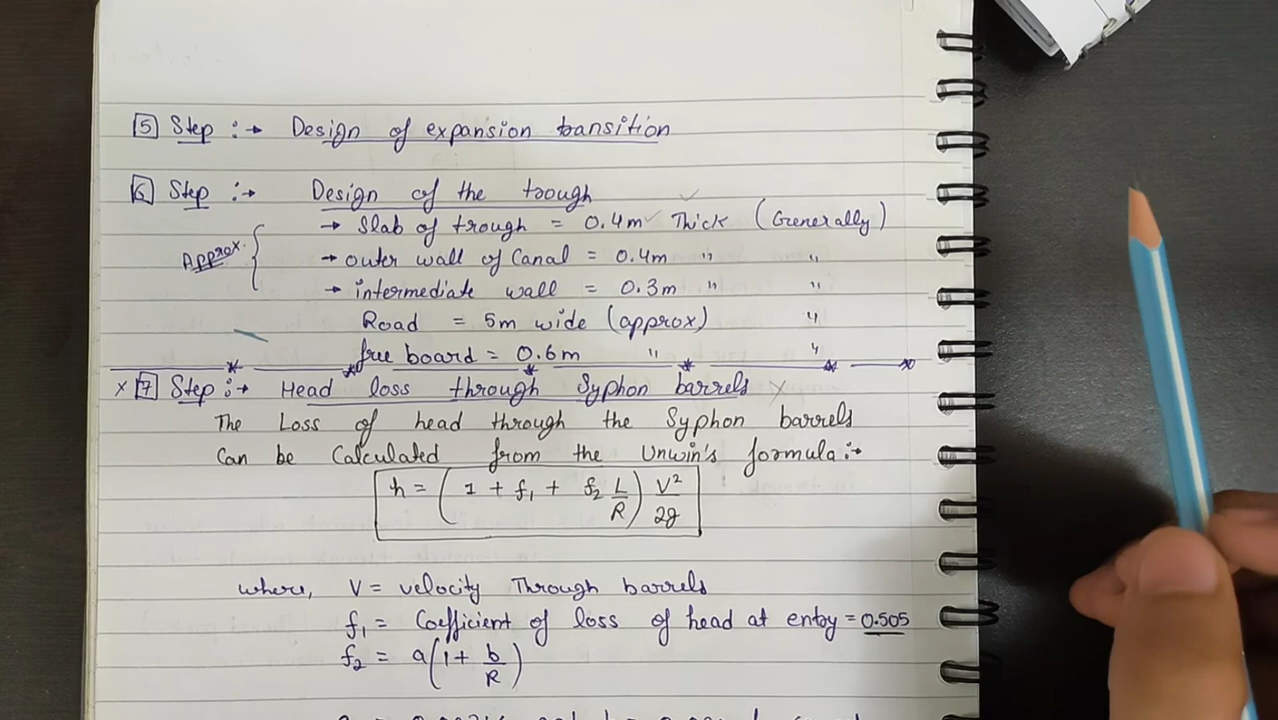 5 Step :→ Design of expansion transition
6 Step :→ Design of the trough
→ Slab of trough = 0.4m Thick (Generally)
Approx. → outer wall of Canal = 0.4m " "
→ intermediate wall = 0.3m " "
Road = 5m wide (approx) "
free board = 0.6m " "
x 7 Step :→ Head loss through Syphon barrels x
The Loss of head through the Syphon barrels
Can be Calculated from the Unwin's formula :→
h = (1 + f₁ + f₂ L/R) V²/2g
where, V = velocity Through barrels
f₁ = Coefficient of loss of head at entry = 0.505
f₂ = a(1 + b/R)